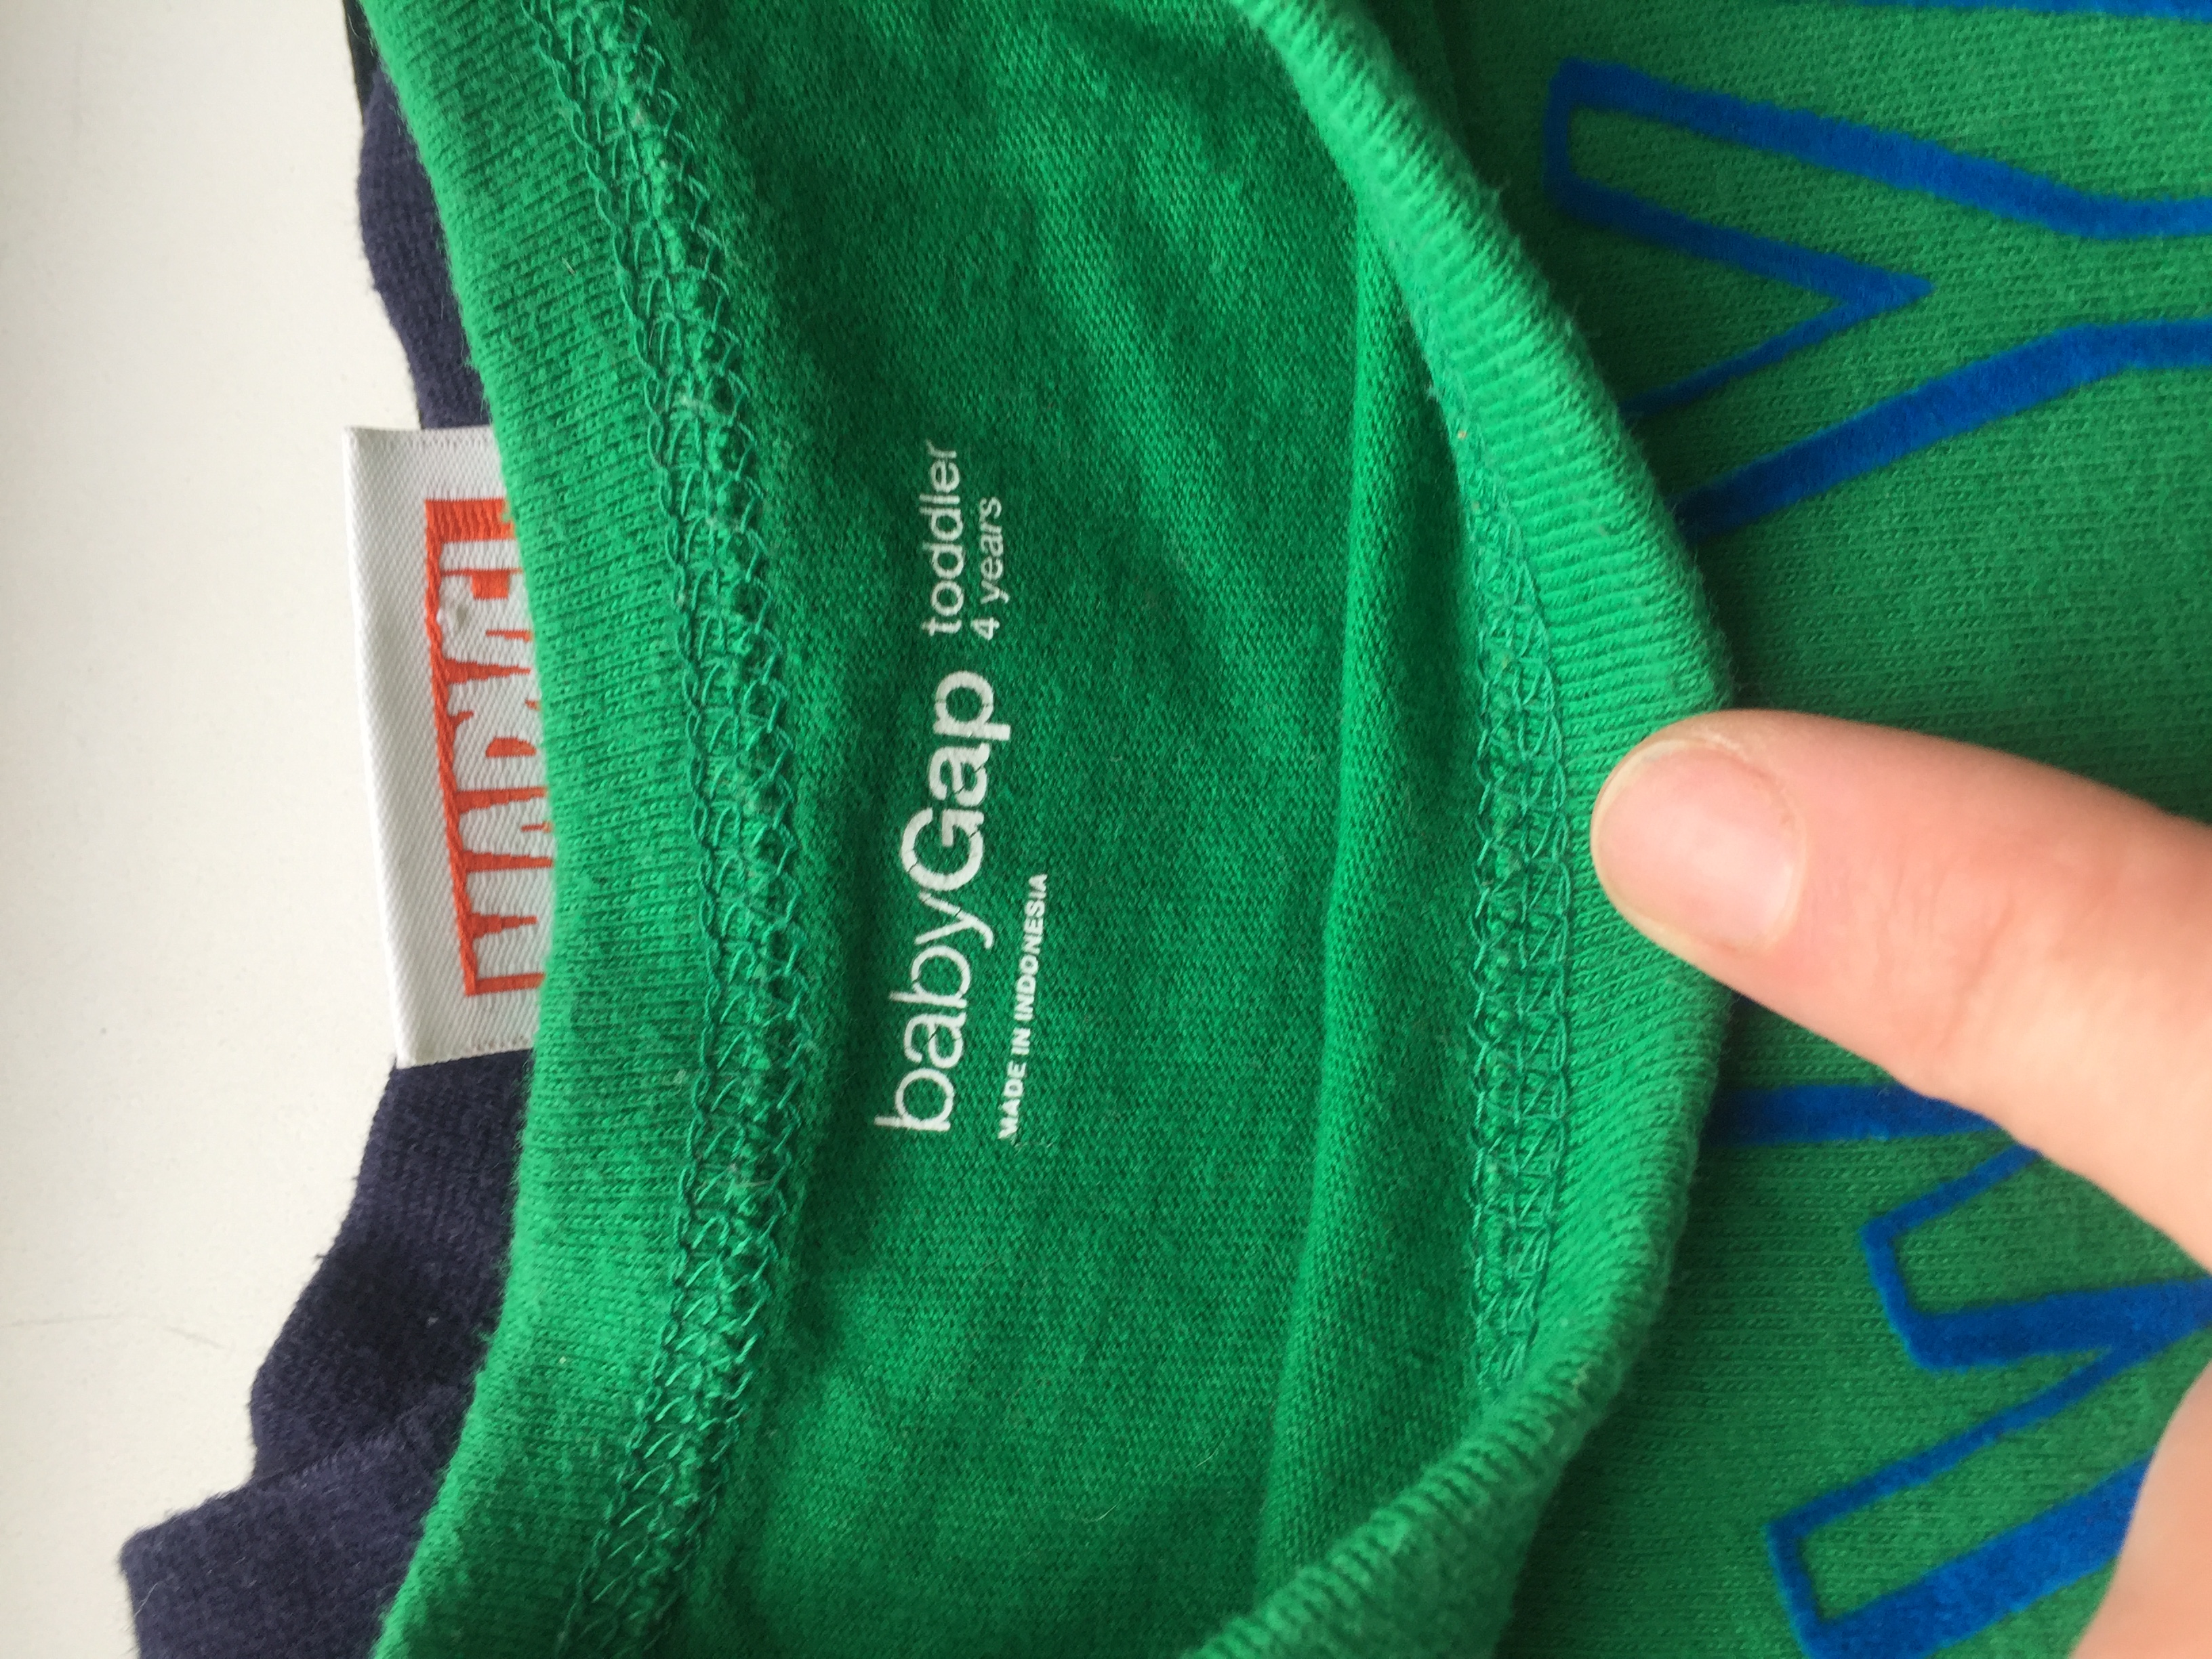 MARVEL
babyGap toddler
4 years
MADE IN INDONESIA